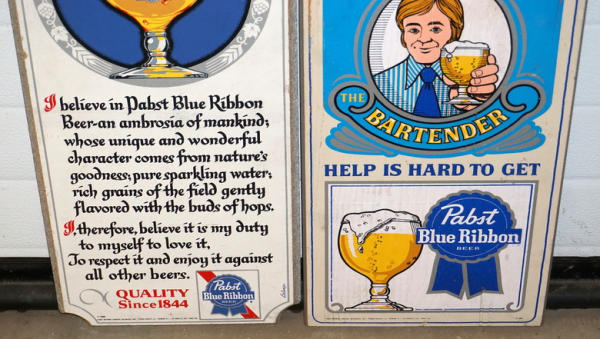 I believe in Pabst Blue Ribbon
Beer-an ambrosia of mankind;
whose unique and wonderful
character comes from nature's
goodness; pure sparkling water;
rich grains of the field gently
flavored with the buds of hops.
I, therefore, believe it is my duty
to myself to love it,
To respect it and enjoy it against
all other beers.
QUALITY
Since 1844
Pabst
Blue Ribbon
THE
BARTENDER
HELP IS HARD TO GET
Pabst
Blue Ribbon
BEER